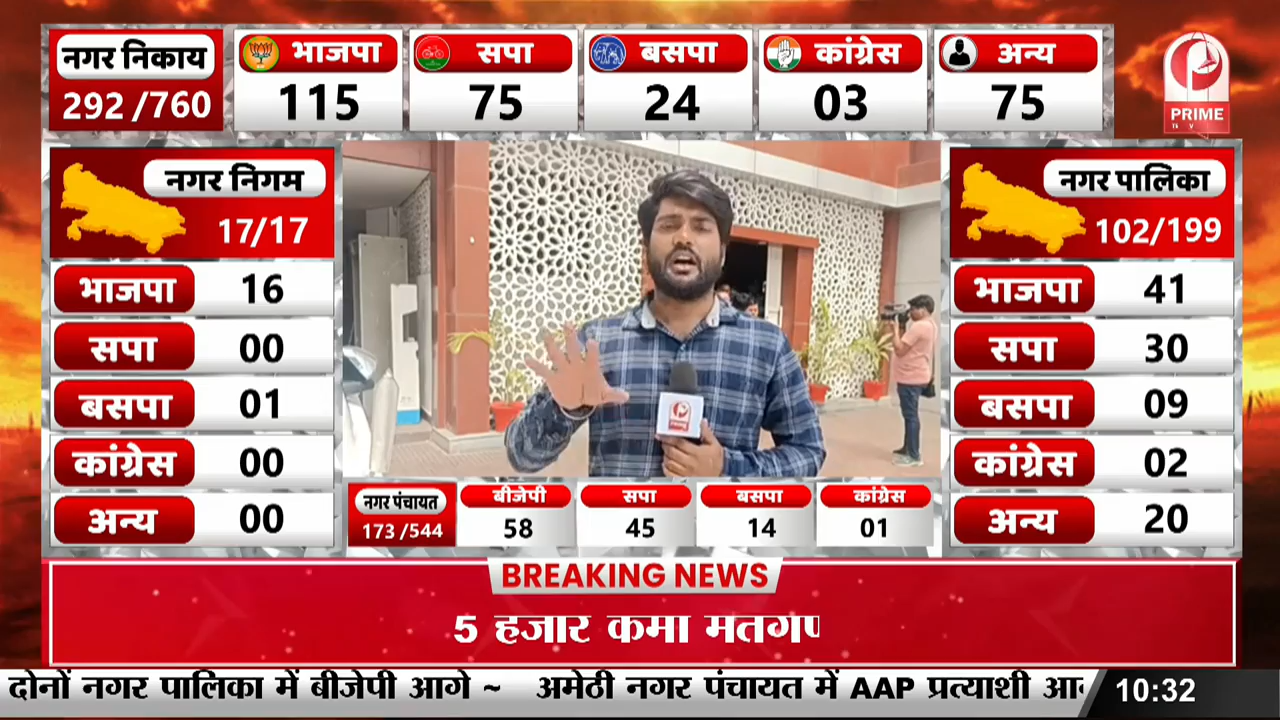 नगर निकाय
292 /760
भाजपा
115
सपा
75
बसपा
24
कांग्रेस
03
अन्य
75
PRIME
TV
नगर निगम
17/17
भाजपा 16
सपा 00
बसपा 01
कांग्रेस 00
अन्य 00
PRIME
नगर पंचायत
173 /544
बीजेपी
58
सपा
45
बसपा
14
कांग्रेस
01
नगर पालिका
102/199
भाजपा 41
सपा 30
बसपा 09
कांग्रेस 02
अन्य 20
BREAKING NEWS
5 हजार कमा
दोनों नगर पालिका में बीजेपी आगे ~ अमेठी नगर पंचायत में AAP प्रत्याशी
10:32